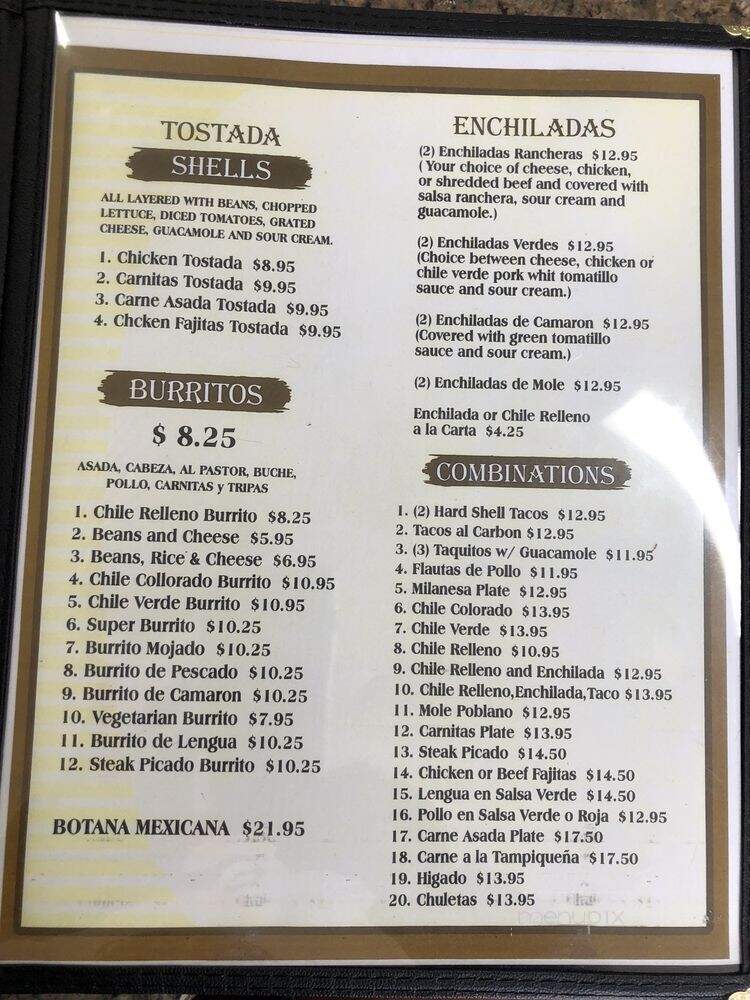 TOSTADA
SHELLS
ALL LAYERED WITH BEANS, CHOPPED
LETTUCE, DICED TOMATOES, GRATED
CHEESE, GUACAMOLE AND SOUR CREAM.
1. Chicken Tostada $8.95
2. Carnitas Tostada $9.95
3. Carne Asada Tostada $9.95
4. Chcken Fajitas Tostada $9.95
BURRITOS
$ 8.25
ASADA, CABEZA, AL PASTOR, BUCHE,
POLLO, CARNITAS y TRIPAS
1. Chile Relleno Burrito $8.25
2. Beans and Cheese $5.95
3. Beans, Rice & Cheese $6.95
4. Chile Collorado Burrito $10.95
5. Chile Verde Burrito $10.95
6. Super Burrito $10.25
7. Burrito Mojado $10.25
8. Burrito de Pescado $10.25
9. Burrito de Camaron $10.25
10. Vegetarian Burrito $7.95
11. Burrito de Lengua $10.25
12. Steak Picado Burrito $10.25
BOTANA MEXICANA $21.95
ENCHILADAS
(2) Enchiladas Rancheras $12.95
( Your choice of cheese, chicken,
or shredded beef and covered with
salsa ranchera, sour cream and
guacamole.)
(2) Enchiladas Verdes $12.95
(Choice between cheese, chicken or
chile verde pork whit tomatillo
sauce and sour cream.)
(2) Enchiladas de Camaron $12.95
(Covered with green tomatillo
sauce and sour cream.)
(2) Enchiladas de Mole $12.95
Enchilada or Chile Relleno
a la Carta $4.25
COMBINATIONS
1. (2) Hard Shell Tacos $12.95
2. Tacos al Carbon $12.95
3. (3) Taquitos w/ Guacamole $11.95
4. Flautas de Pollo $11.95
5. Milanesa Plate $12.95
6. Chile Colorado $13.95
7. Chile Verde $13.95
8. Chile Relleno $10.95
9. Chile Relleno and Enchilada $12.95
10. Chile Relleno,Enchilada,Taco $13.95
11. Mole Poblano $12.95
12. Carnitas Plate $13.95
13. Steak Picado $14.50
14. Chicken or Beef Fajitas $14.50
15. Lengua en Salsa Verde $14.50
16. Pollo en Salsa Verde o Roja $12.95
17. Carne Asada Plate $17.50
18. Carne a la Tampiqueña $17.50
19. Higado $13.95
20. Chuletas $13.95
menupix